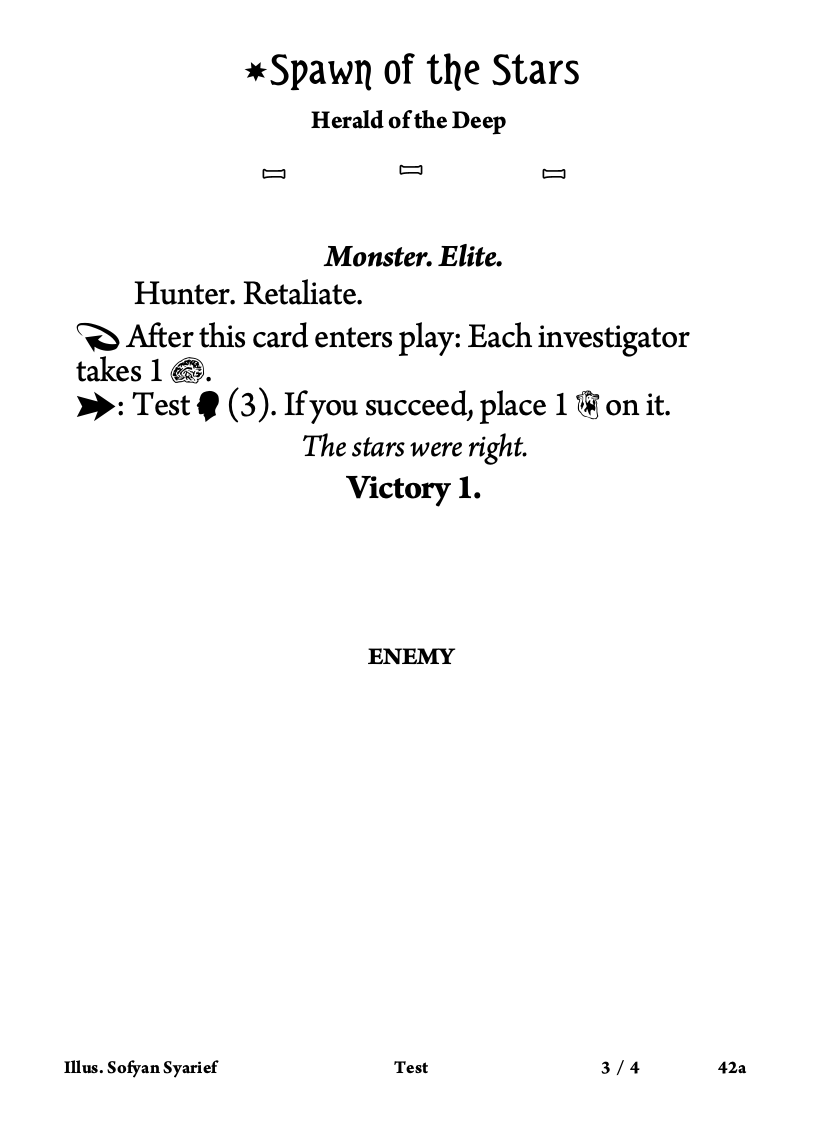 Spawn of the Stars
Herald of the Deep
Monster. Elite.
Hunter. Retaliate.
After this card enters play: Each investigator
takes 1 .
: Test (3). If you succeed, place 1 on it.
The stars were right.
Victory 1.
ENEMY
Illus. Sofyan Syarief Test 3 / 4 42a